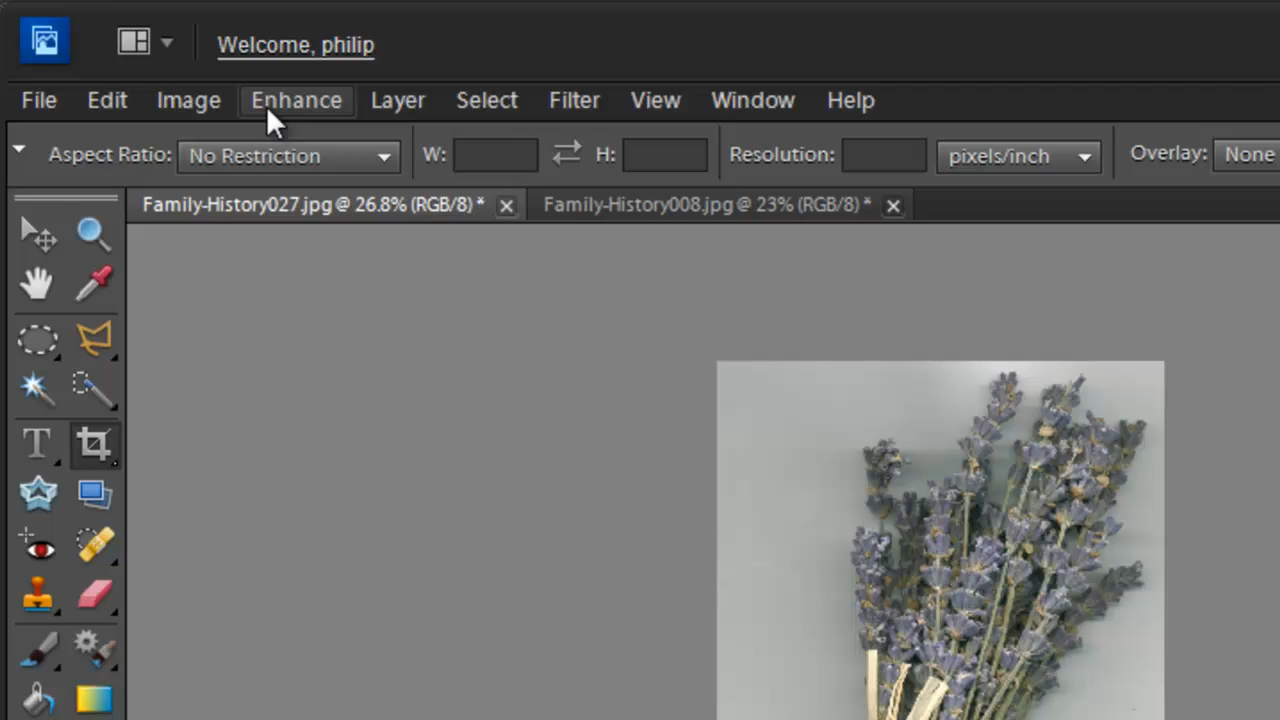 Welcome, philip
File Edit Image Enhance Layer Select Filter View Window Help
Aspect Ratio: No Restriction W: H: Resolution: pixels/inch Overlay: None
Family-History027.jpg @ 26.8% (RGB/8) * Family-History008.jpg @ 23% (RGB/8) *
T